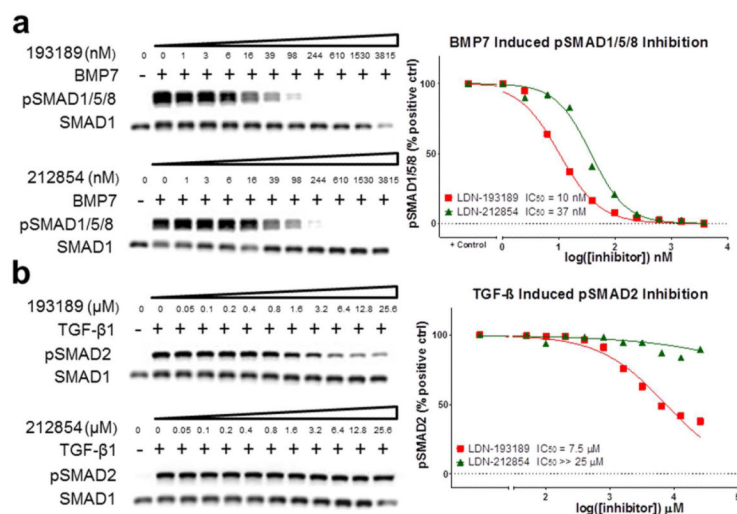 a
193189 (nM) 0 0 1 3 6 16 39 98 244 610 1530 3815
BMP7 - + + + + + + + + + + +
pSMAD1/5/8
SMAD1
212854 (nM) 0 0 1 3 6 16 39 98 244 610 1530 3815
BMP7 - + + + + + + + + + + +
pSMAD1/5/8
SMAD1
BMP7 Induced pSMAD1/5/8 Inhibition
pSMAD1/5/8 (% positive ctrl)
100
50
0
LDN-193189 IC₅₀ = 10 nM
LDN-212854 IC₅₀ = 37 nM
+ Control 0 1 2 3 4
log([inhibitor]) nM
b
193189 (µM) 0 0 0.05 0.1 0.2 0.4 0.8 1.6 3.2 6.4 12.8 25.6
TGF-β1 - + + + + + + + + + + +
pSMAD2
SMAD1
212854 (µM) 0 0 0.05 0.1 0.2 0.4 0.8 1.6 3.2 6.4 12.8 25.6
TGF-β1 - + + + + + + + + + + +
pSMAD2
SMAD1
TGF-ß Induced pSMAD2 Inhibition
pSMAD2 (% positive ctrl)
100
50
0
LDN-193189 IC₅₀ = 7.5 µM
LDN-212854 IC₅₀ >> 25 µM
2 3 4 5
log([inhibitor]) µM